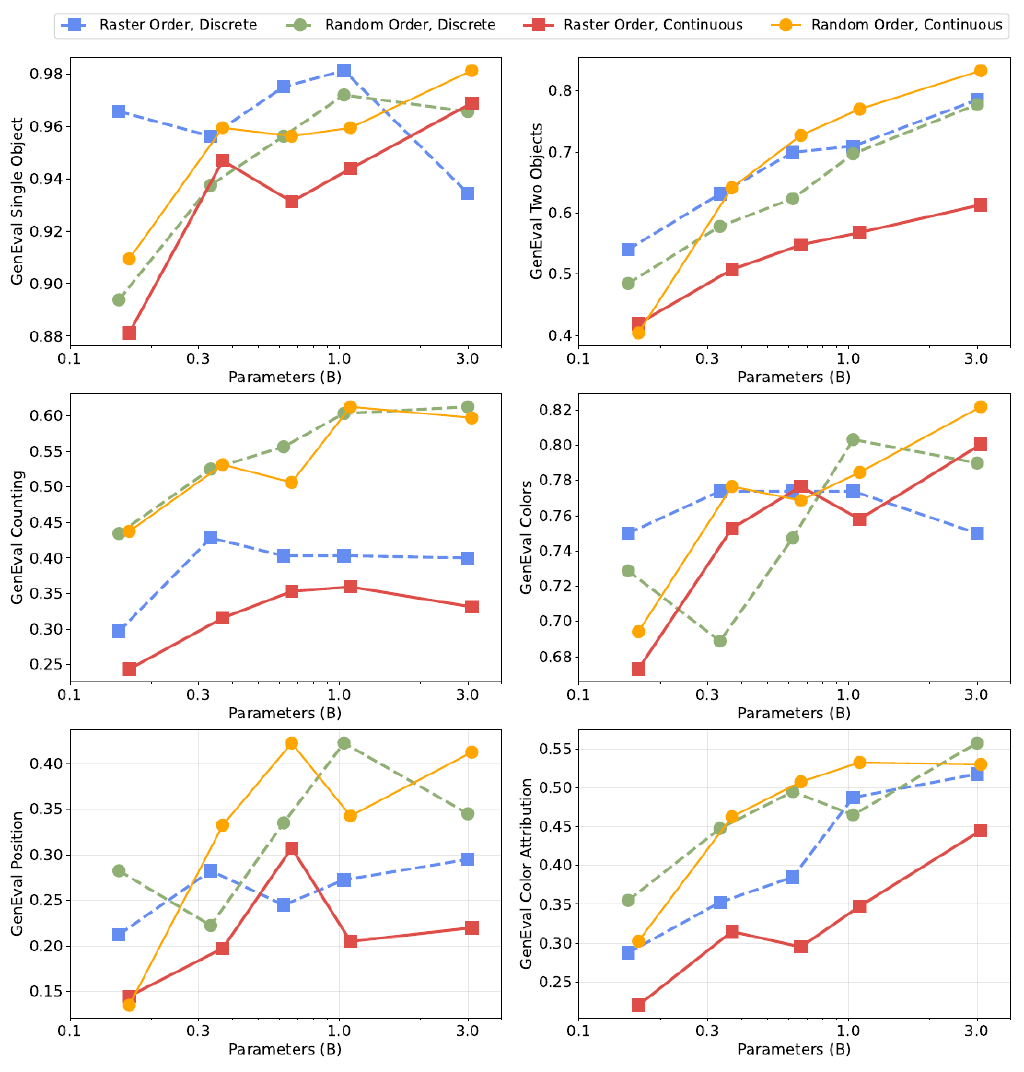 Raster Order, Discrete Random Order, Discrete Raster Order, Continuous Random Order, Continuous
GenEval Single Object
0.98
0.96
0.94
0.92
0.90
0.88
0.1 0.3 1.0 3.0
Parameters (B)
GenEval Two Objects
0.8
0.7
0.6
0.5
0.4
0.1 0.3 1.0 3.0
Parameters (B)
GenEval Counting
0.60
0.55
0.50
0.45
0.40
0.35
0.30
0.25
0.1 0.3 1.0 3.0
Parameters (B)
GenEval Colors
0.82
0.80
0.78
0.76
0.74
0.72
0.70
0.68
0.1 0.3 1.0 3.0
Parameters (B)
GenEval Position
0.40
0.35
0.30
0.25
0.20
0.15
0.1 0.3 1.0 3.0
Parameters (B)
GenEval Color Attribution
0.55
0.50
0.45
0.40
0.35
0.30
0.25
0.1 0.3 1.0 3.0
Parameters (B)